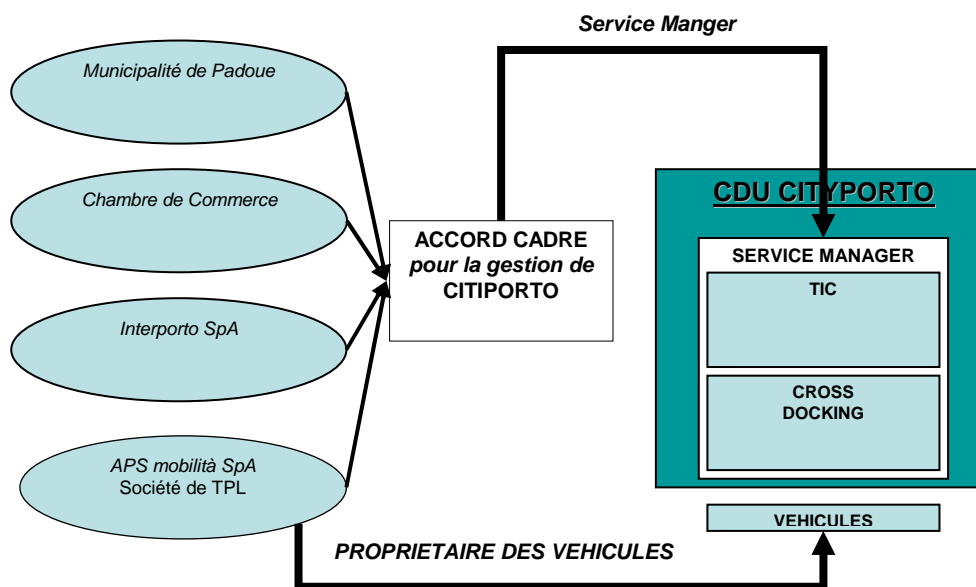 Service Manger
Municipalité de Padoue
Chambre de Commerce
Interporto SpA
APS mobilità SpA
Société de TPL
ACCORD CADRE
pour la gestion de
CITIPORTO
CDU CITYPORTO
SERVICE MANAGER
TIC
CROSS
DOCKING
VEHICULES
PROPRIETAIRE DES VEHICULES